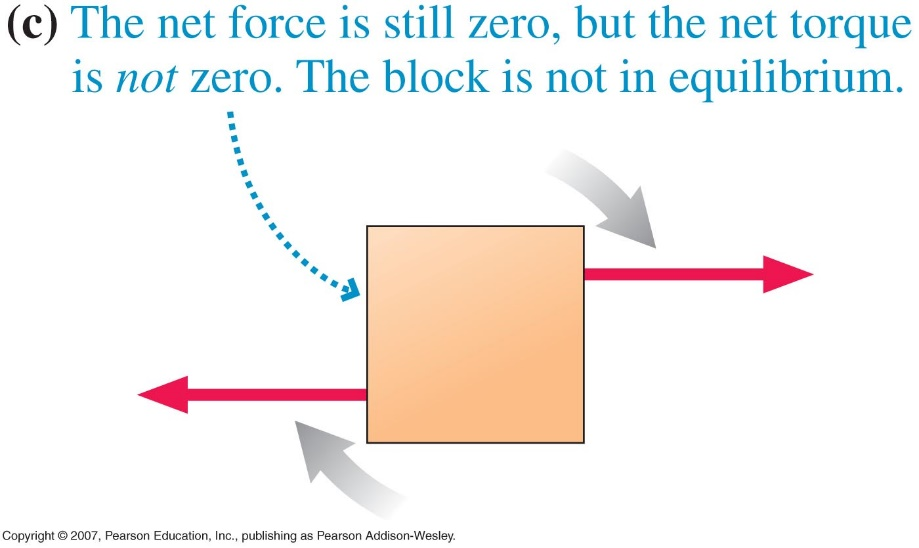 (c) The net force is still zero, but the net torque
is not zero. The block is not in equilibrium.
Copyright © 2007, Pearson Education, Inc., publishing as Pearson Addison-Wesley.